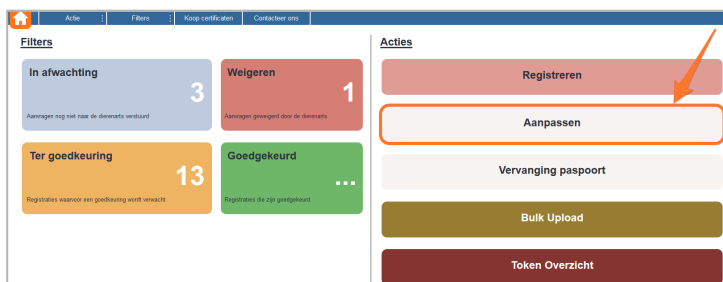 Actie : Filters : Koop certificaten Contacteer ons
Filters
In afwachting
3
Aanvragen nog niet naar de dierenarts verstuurd
Weigeren
1
Aanvragen geweigerd door de dierenarts
Ter goedkeuring
13
Registraties waarvoor een goedkeuring wordt verwacht
Goedgekeurd
...
Registraties die zijn goedgekeurd
Acties
Registreren
Aanpassen
Vervanging paspoort
Bulk Upload
Token Overzicht